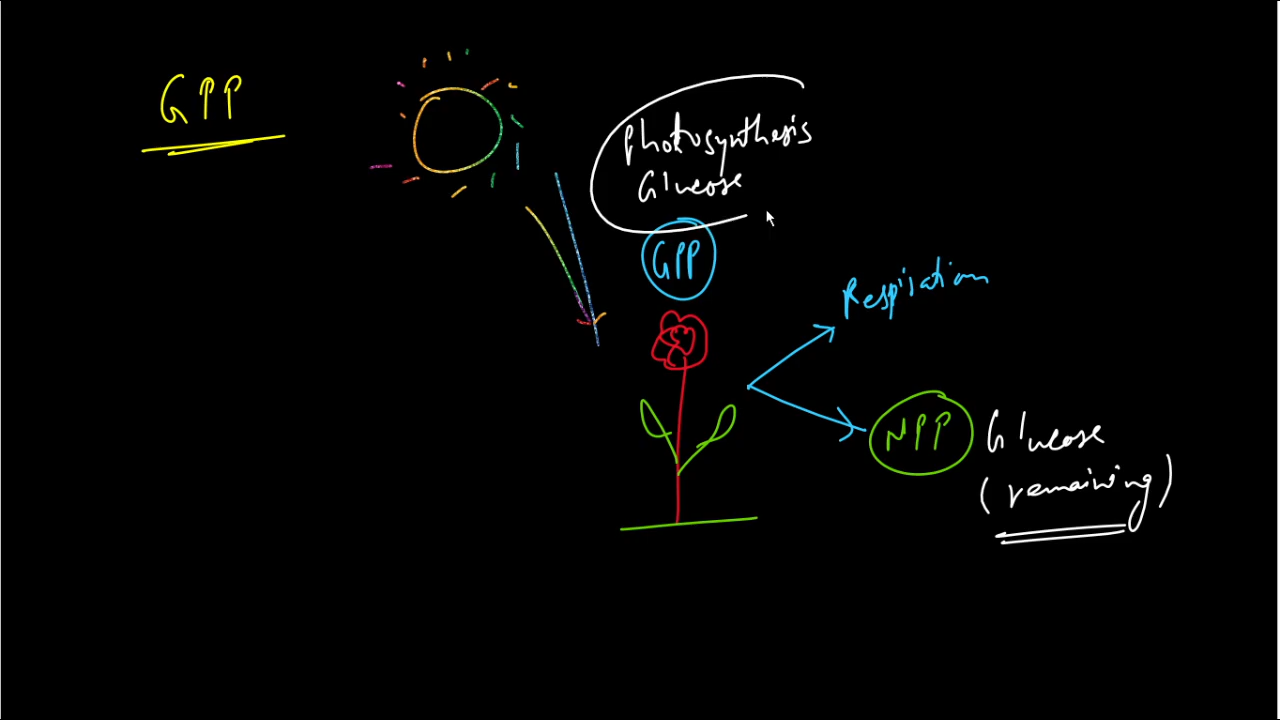 GPP
Photosynthesis
Glucose
GPP
Respiration
NPP Glucose
(remaining)